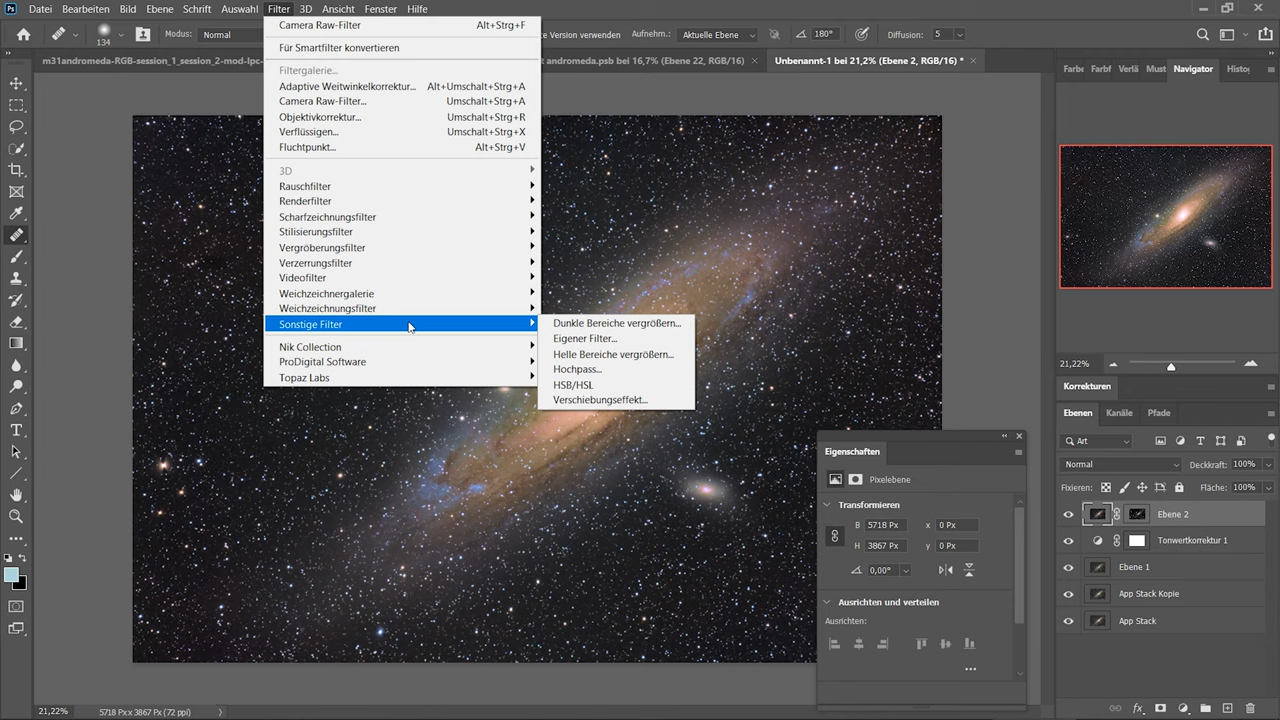 Ps Datei Bearbeiten Bild Ebene Schrift Auswahl Filter 3D Ansicht Fenster Hilfe
134 Modus: Normal
e Version verwenden Aufnehm.: Aktuelle Ebene 180° Diffusion: 5
m31andromeda-RGB-session_1_session_2-mod-lpc-
t andromeda.psb bei 16,7% (Ebene 22, RGB/16)
Unbenannt-1 bei 21,2% (Ebene 2, RGB/16) *
Camera Raw-Filter Alt+Strg+F
Für Smartfilter konvertieren
Filtergalerie...
Adaptive Weitwinkelkorrektur... Alt+Umschalt+Strg+A
Camera Raw-Filter... Umschalt+Strg+A
Objektivkorrektur... Umschalt+Strg+R
Verflüssigen... Umschalt+Strg+X
Fluchtpunkt... Alt+Strg+V
3D
Rauschfilter
Renderfilter
Scharfzeichnungsfilter
Stilisierungsfilter
Vergröberungsfilter
Verzerrungsfilter
Videofilter
Weichzeichnergalerie
Weichzeichnungsfilter
Sonstige Filter
Nik Collection
ProDigital Software
Topaz Labs
Dunkle Bereiche vergrößern...
Eigener Filter...
Helle Bereiche vergrößern...
Hochpass...
HSB/HSL
Verschiebungseffekt...
Farbe Farbf Verlä Must Navigator Histo
21,22%
Korrekturen
Ebenen Kanäle Pfade
Art
Normal Deckkraft: 100%
Fixieren: Fläche: 100%
Ebene 2
Tonwertkorrektur 1
Ebene 1
App Stack Kopie
App Stack
Eigenschaften
Pixelebene
Transformieren
B 5718 Px x 0 Px
H 3867 Px y 0 Px
0,00°
Ausrichten und verteilen
Ausrichten:
21,22% 5718 Px x 3867 Px (72 ppi)